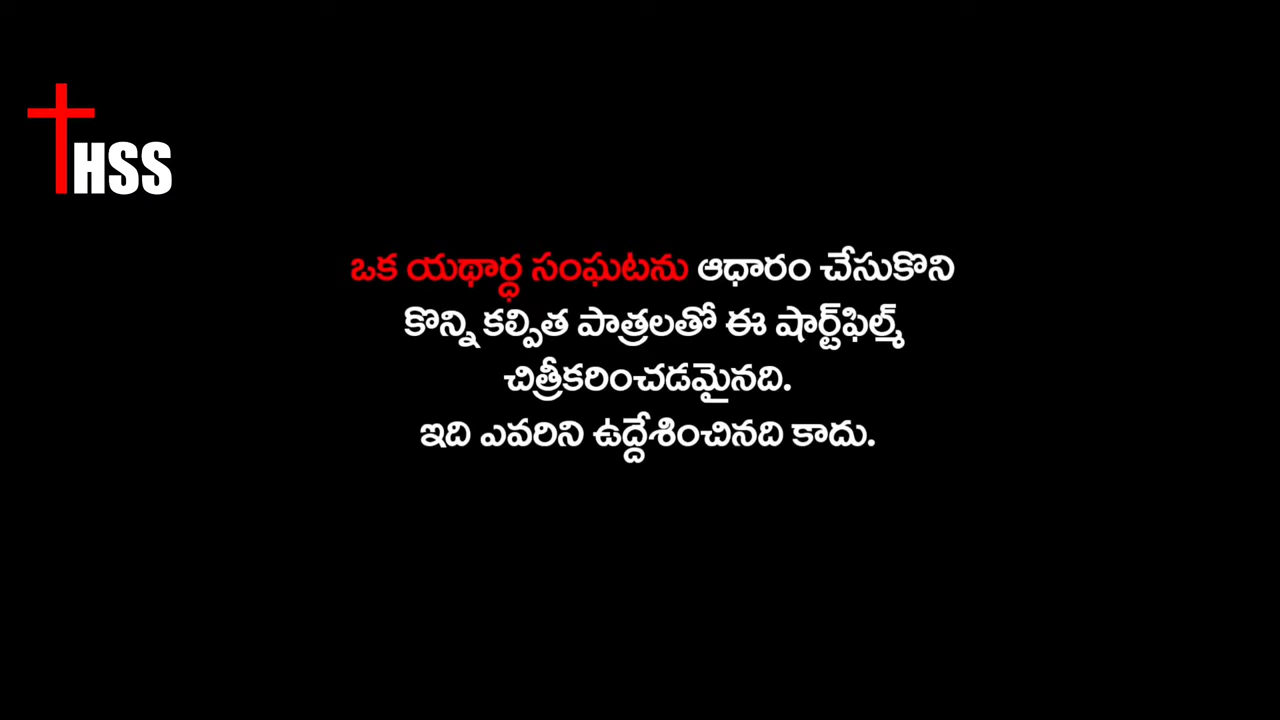 HSS
ఒక యథార్ధ సంఘటను ఆధారం చేసుకొని
కొన్ని కల్పిత పాత్రలతో ఈ షార్ట్‌ఫిల్మ్
చిత్రీకరించడమైనది.
ఇది ఎవరిని ఉద్దేశించినది కాదు.